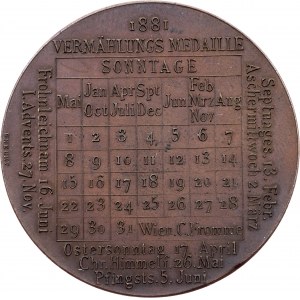 1881
VERMÄHLUNGS MEDAILLE
SONNTAGE
Mai Jan Oct Apr Juli Spt Dec Jun Feb Mrz Nov Aug
1 2 3 4 5 6 7
8 9 10 11 12 13 14
15 16 17 18 19 20 21
22 23 24 25 26 27 28
29 30 31 Wien, C. Fromme
Ostersonntag 17. April
Chr. Himmelf. 26. Mai
Pfingsts. 5. Juni
Frohnleichnam 16. Juni
1. Advents. 27. Nov.
Septuages. 13. Febr.
Aschermittwoch 2. März